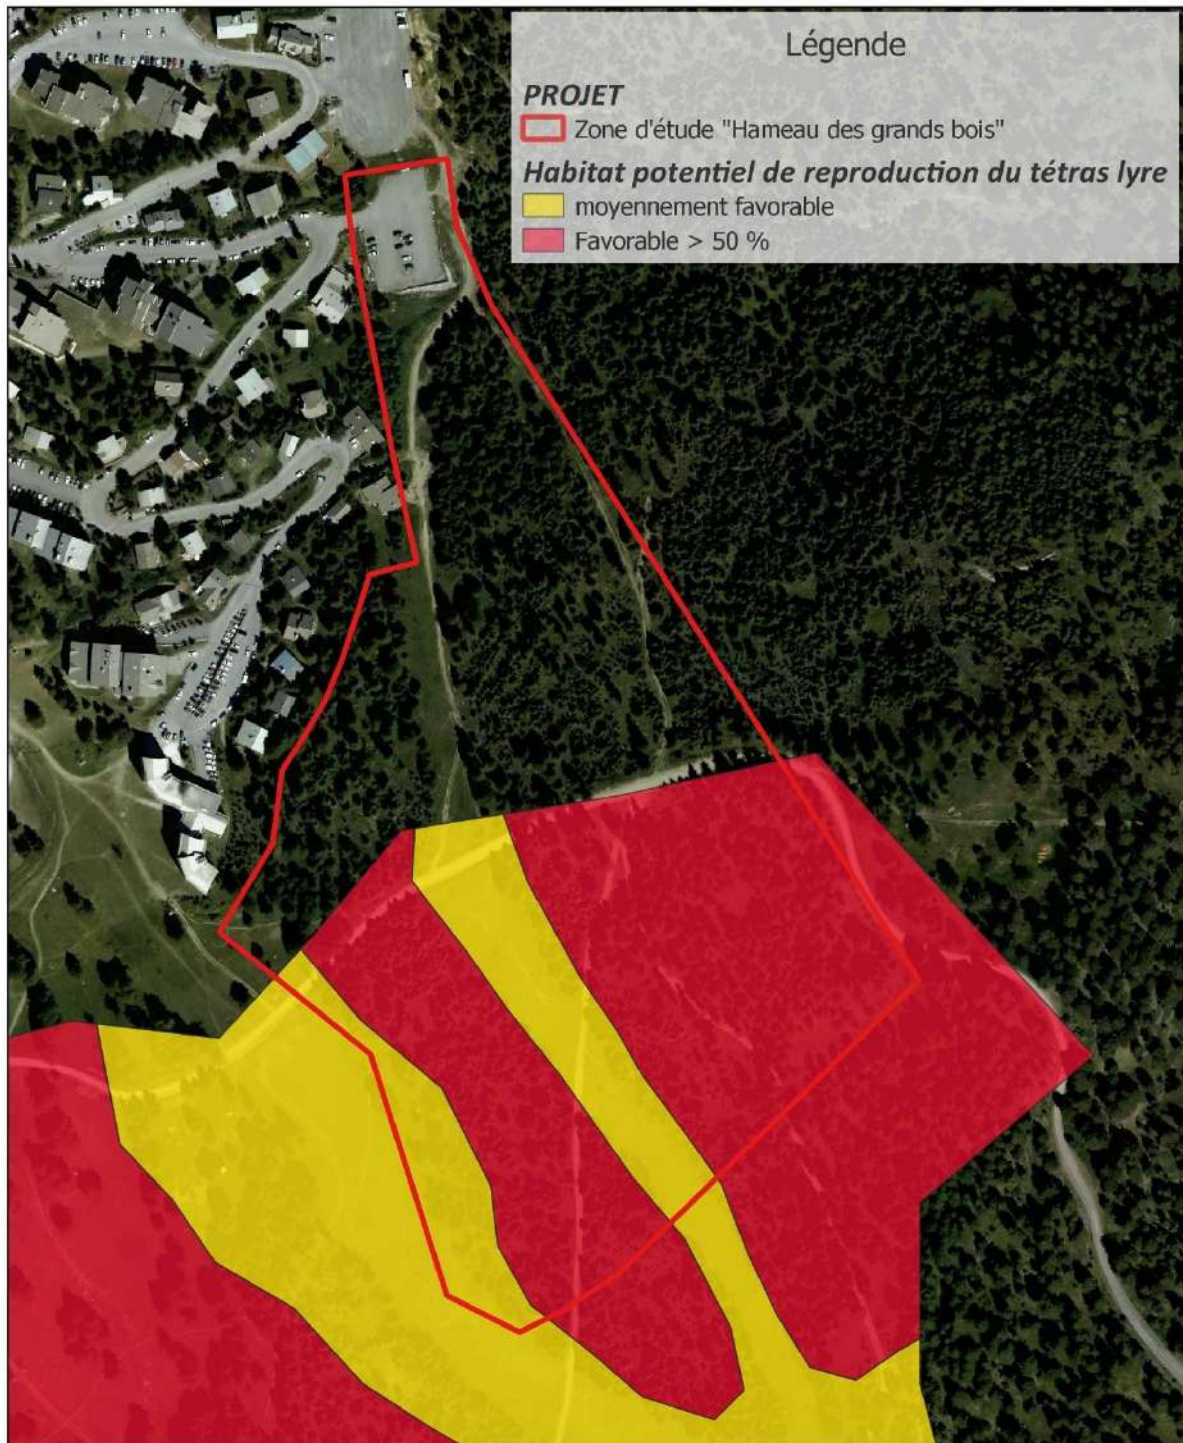 Légende
PROJET
Zone d'étude "Hameau des grands bois"
Habitat potentiel de reproduction du tétras lyre
moyennement favorable
Favorable > 50 %